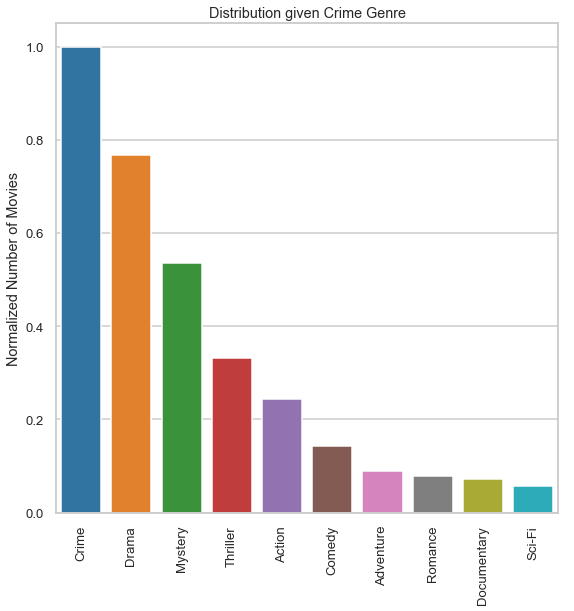 Distribution given Crime Genre
Normalized Number of Movies
1.0
0.8
0.6
0.4
0.2
0.0
Crime
Drama
Mystery
Thriller
Action
Comedy
Adventure
Romance
Documentary
Sci-Fi